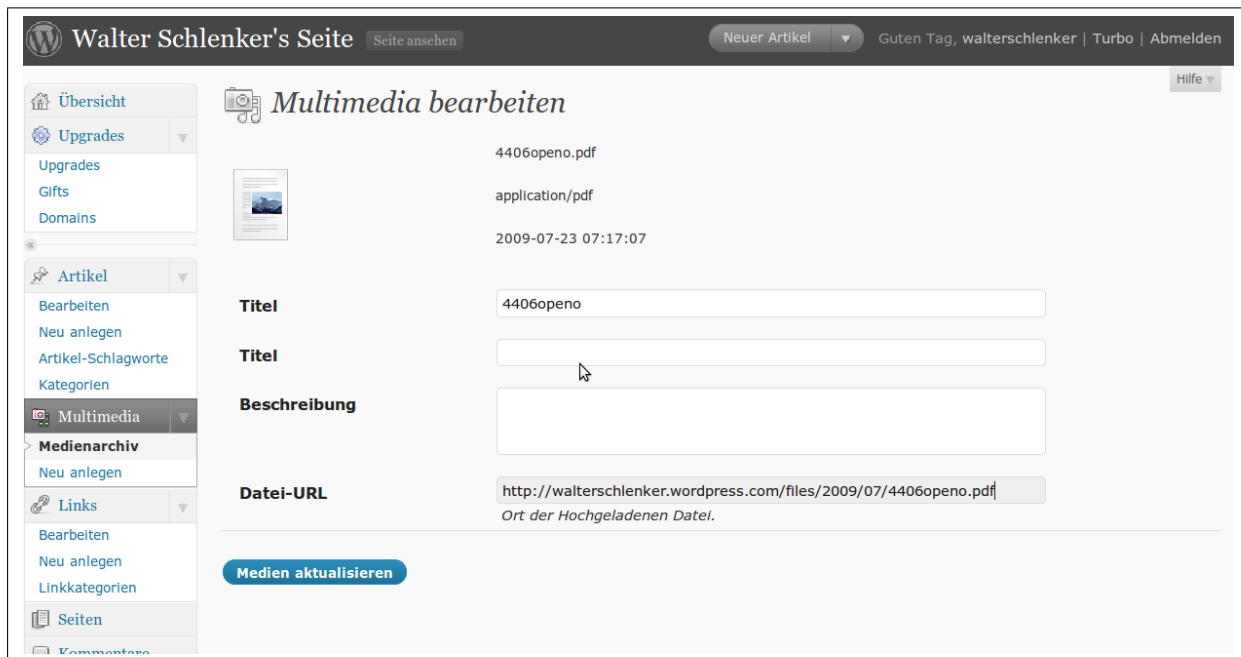 Walter Schlenker's Seite Seite ansehen Neuer Artikel Guten Tag, walterschlenker | Turbo | Abmelden
Hilfe
Übersicht
Upgrades
Upgrades
Gifts
Domains
Artikel
Bearbeiten
Neu anlegen
Artikel-Schlagworte
Kategorien
Multimedia
Medienarchiv
Neu anlegen
Links
Bearbeiten
Neu anlegen
Linkkategorien
Seiten
Kommentare
Multimedia bearbeiten
4406openo.pdf
application/pdf
2009-07-23 07:17:07
Titel 4406openo
Titel
Beschreibung
Datei-URL http://walterschlenker.wordpress.com/files/2009/07/4406openo.pdf
Ort der Hochgeladenen Datei.
Medien aktualisieren